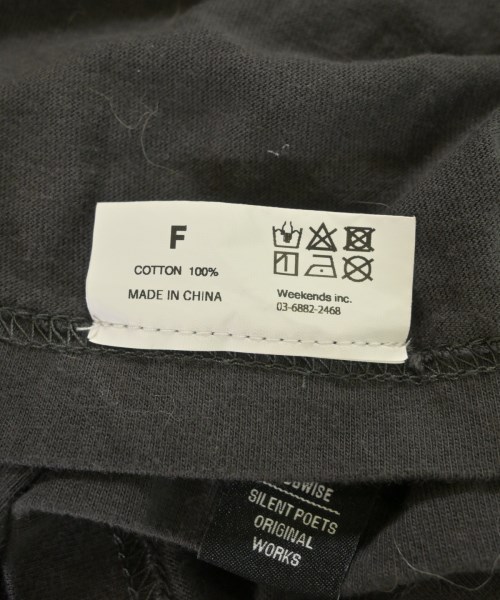 F
COTTON 100%
MADE IN CHINA
Weekends inc.
03-6882-2468
SILENT POETS
ORIGINAL
WORKS